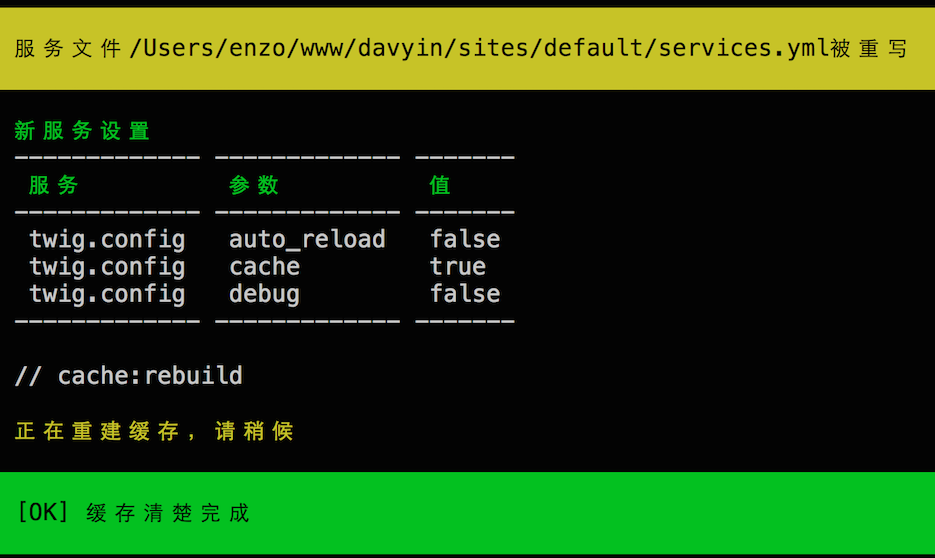 服务文件 /Users/enzo/www/davyin/sites/default/services.yml被重写
新服务设置
------------- ------------- -------
服务 参数 值
------------- ------------- -------
twig.config auto_reload false
twig.config cache true
twig.config debug false
------------- ------------- -------
// cache:rebuild
正在重建缓存，请稍候
[OK] 缓存清楚完成